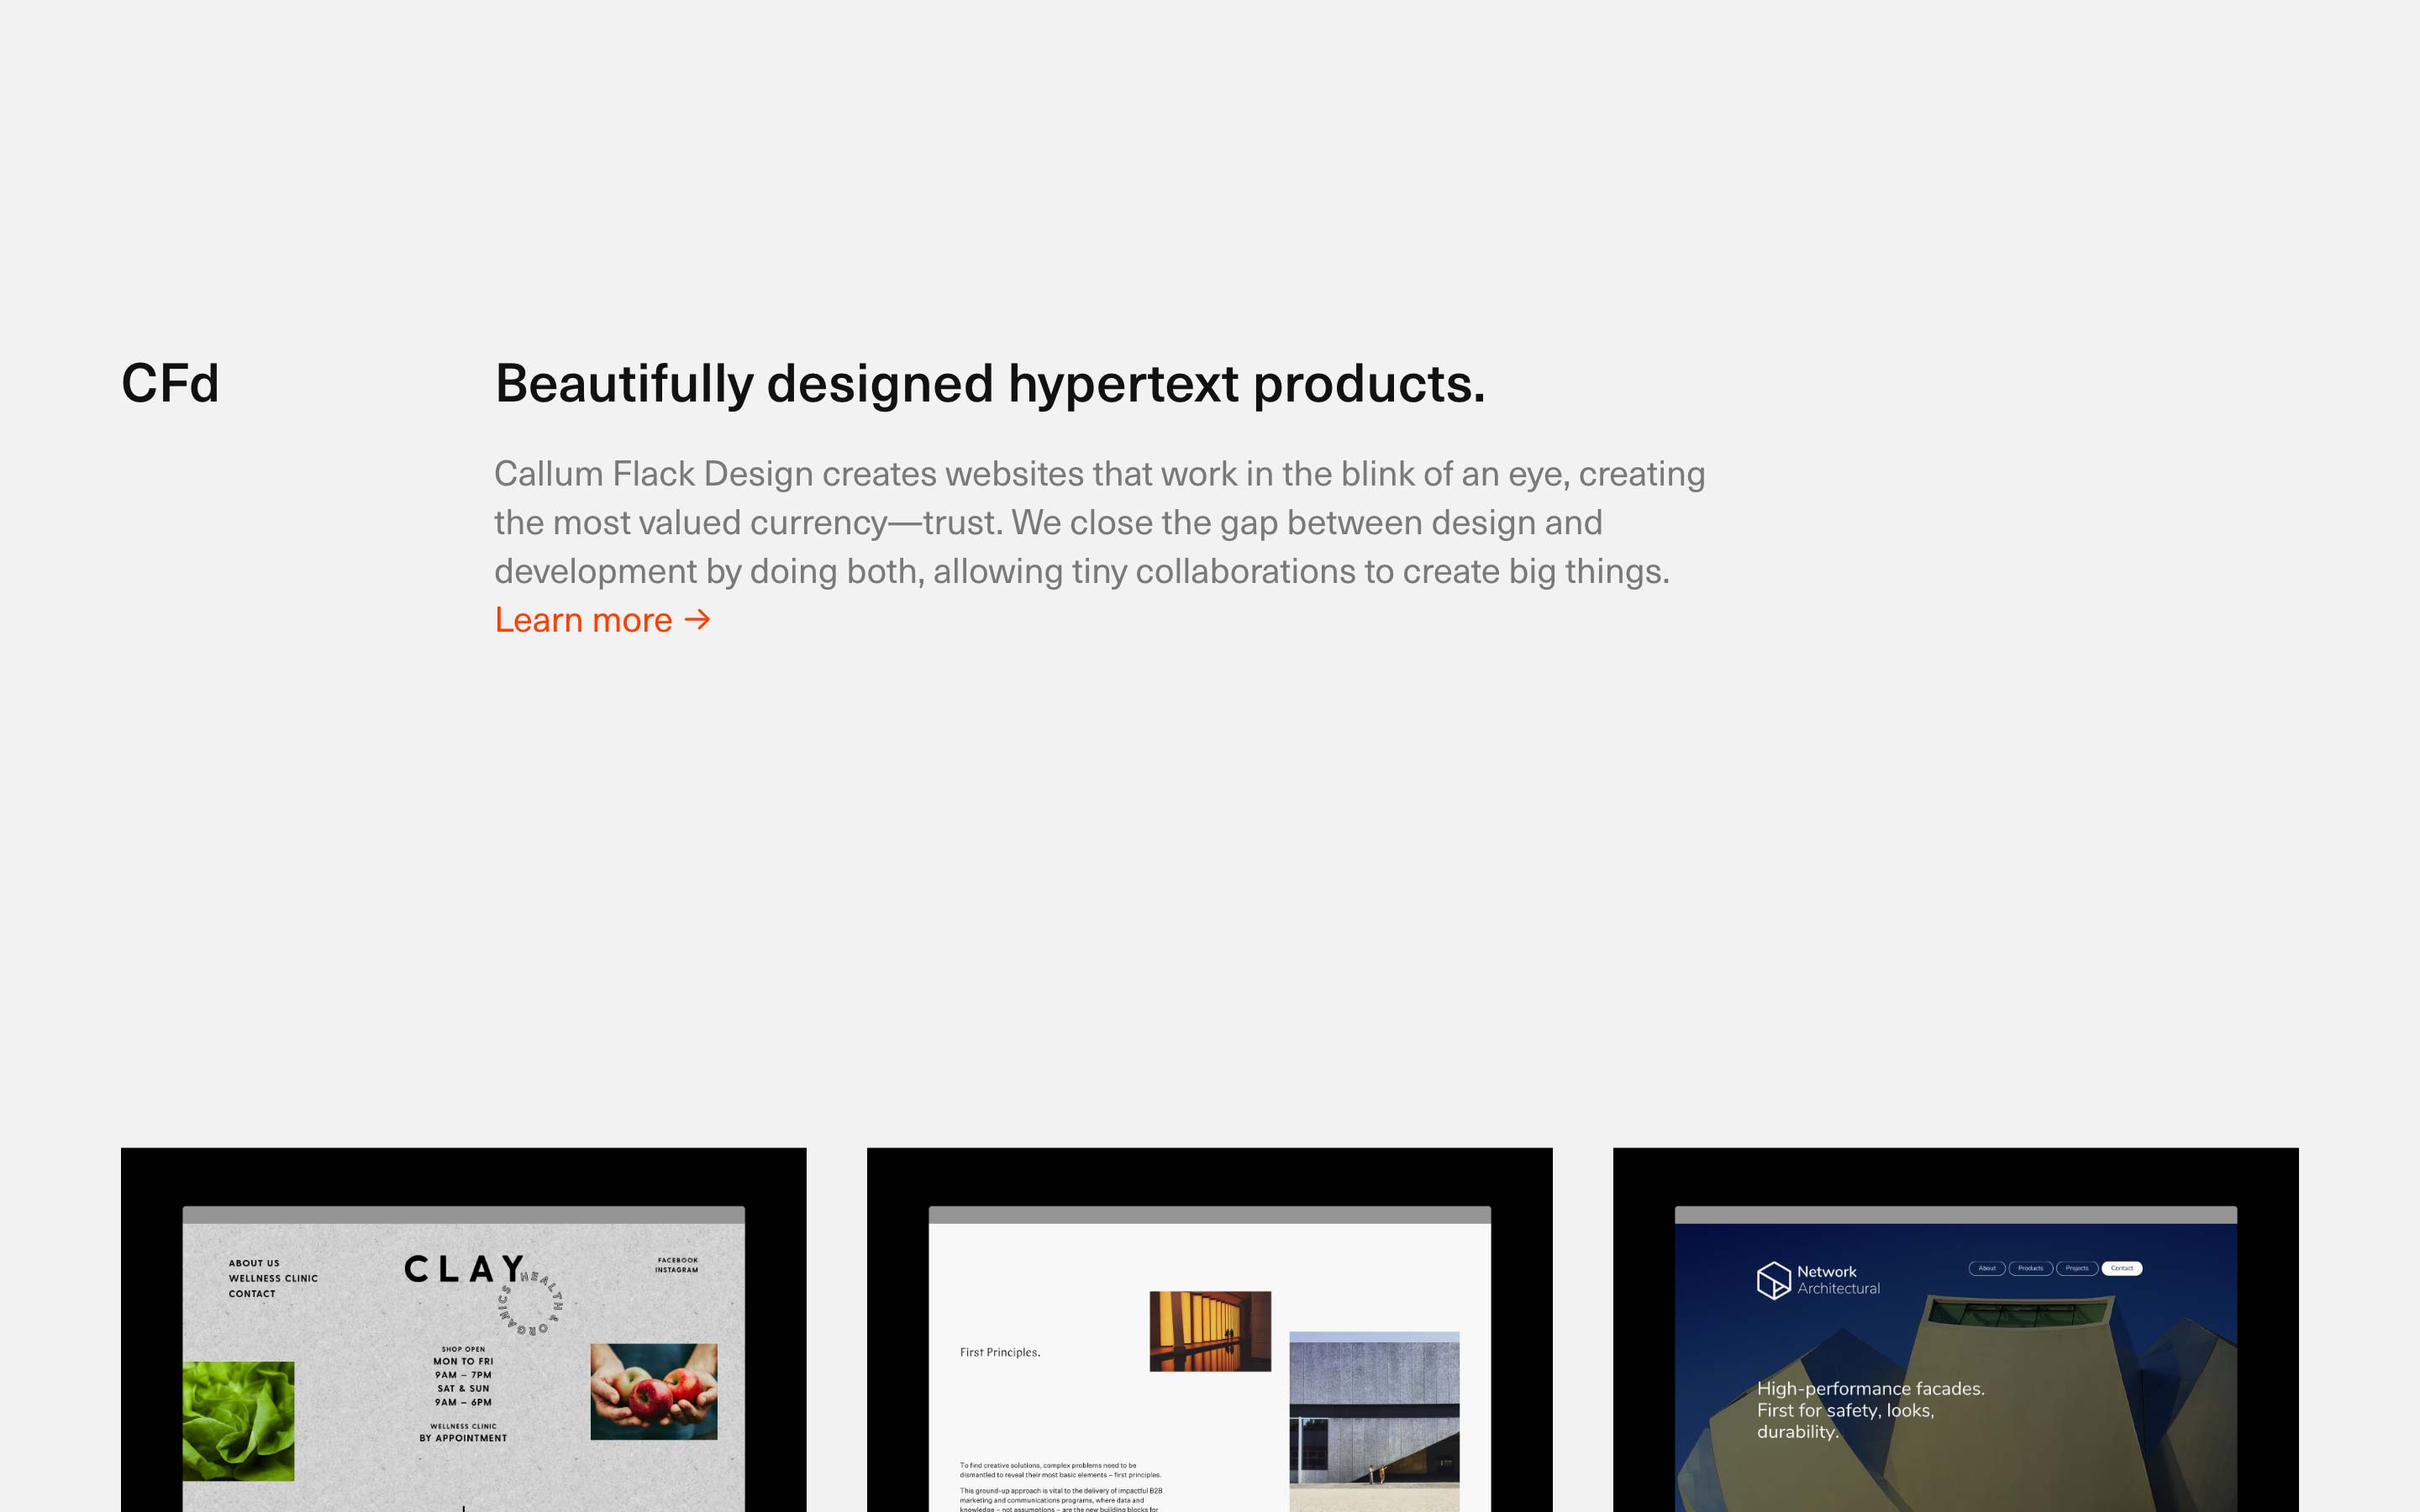 CFd
Beautifully designed hypertext products.
Callum Flack Design creates websites that work in the blink of an eye, creating
the most valued currency—trust. We close the gap between design and
development by doing both, allowing tiny collaborations to create big things.
Learn more →
ABOUT US
WELLNESS CLINIC
CONTACT
CLAY
HEALTH & ORGANICS
FACEBOOK
INSTAGRAM
SHOP OPEN
MON TO FRI
9AM – 7PM
SAT & SUN
9AM – 6PM
WELLNESS CLINIC
BY APPOINTMENT
First Principles.
To find creative solutions, complex problems need to be
dismantled to reveal their most basic elements – first principles.
This ground-up approach is vital to the delivery of impactful B2B
marketing and communications programs, where data and
knowledge – not assumptions – are the new building blocks for
Network
Architectural
About
Products
Projects
Contact
High-performance facades.
First for safety, looks,
durability.